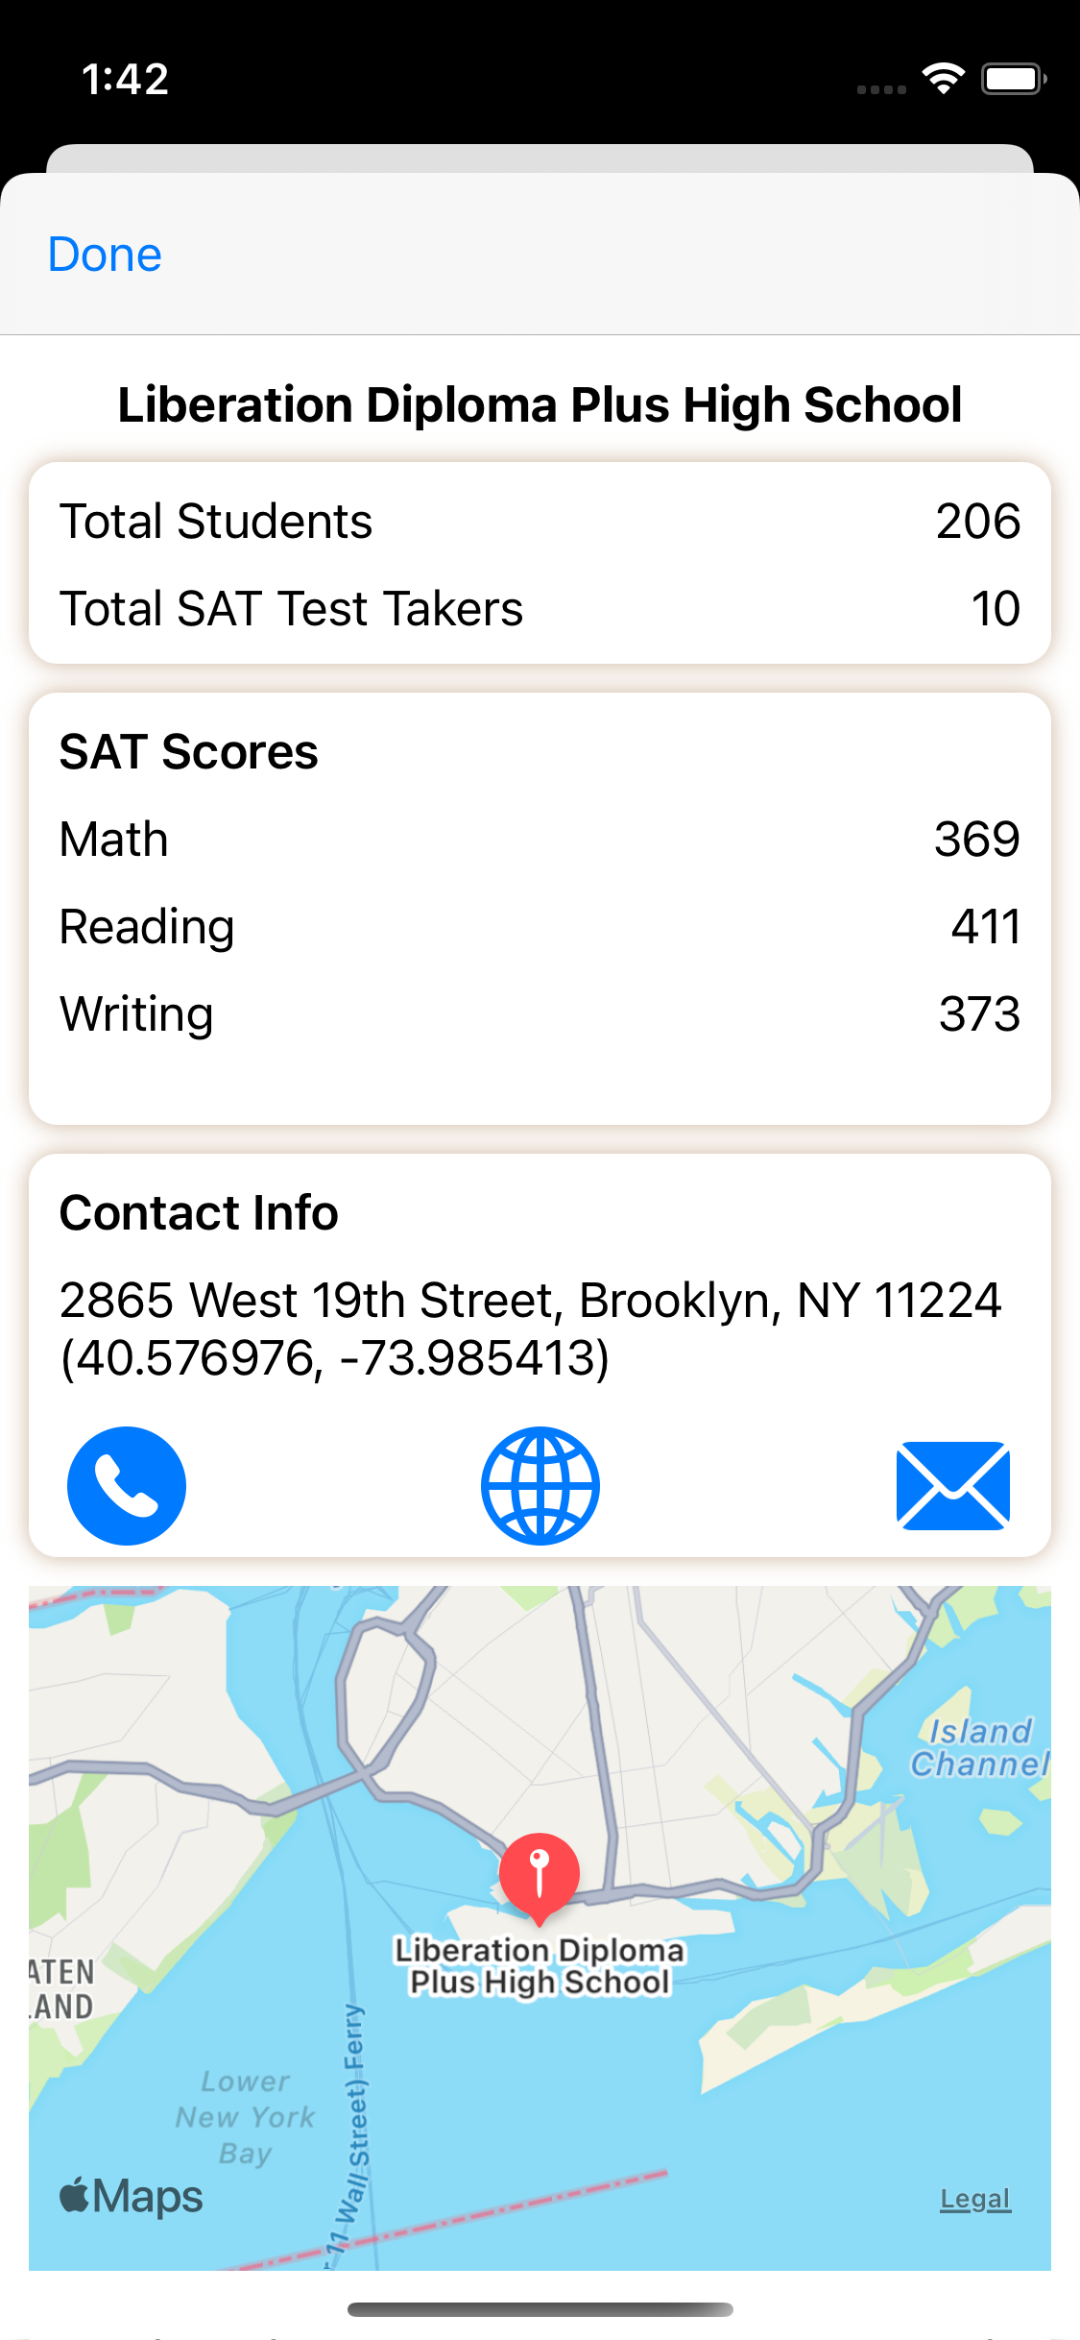 1:42
Done
Liberation Diploma Plus High School
Total Students 206
Total SAT Test Takers 10
SAT Scores
Math 369
Reading 411
Writing 373
Contact Info
2865 West 19th Street, Brooklyn, NY 11224
(40.576976, -73.985413)
Island
Channel
Liberation Diploma
Plus High School
ATEN
LAND
Lower
New York
Bay
11 Wall Street) Ferry
Maps
Legal